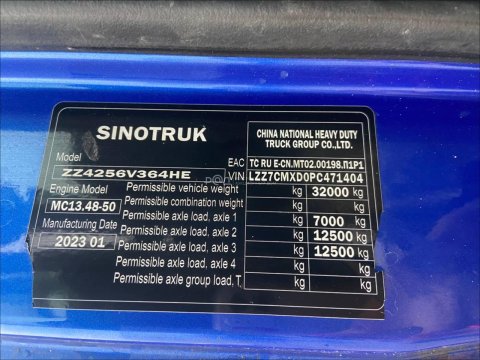 SINOTRUK
CHINA NATIONAL HEAVY DUTY
TRUCK GROUP CO.,LTD.
Model
ZZ4256V364HE
EAC TC RU E-CN.MT02.00198.П1Р1
VIN LZZ7CMXD0PC471404
Engine Model
MC13.48-50
Manufacturing Date
2023 01
Permissible vehicle weight kg 32000 kg
Permissible combination weight kg kg
Permissible axle load, axle 1 kg 7000 kg
Permissible axle load, axle 2 kg 12500 kg
Permissible axle load, axle 3 kg 12500 kg
Permissible axle load, axle 4 kg kg
Permissible axle group load. T. kg kg